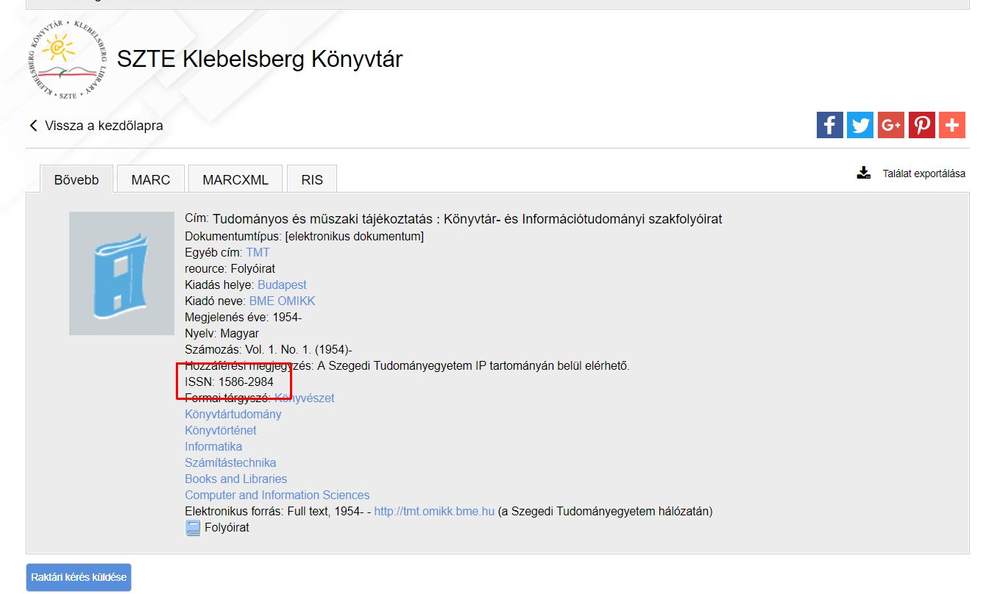 KLEBELSBERG KÖNYVTÁR * KLEBELSBERG LIBRARY * SZTE *
SZTE Klebelsberg Könyvtár
Vissza a kezdőlapra
f G+ +
Bővebb MARC MARCXML RIS
Találat exportálása
Cím: Tudományos és műszaki tájékoztatás : Könyvtár- és Információtudományi szakfolyóirat
Dokumentumtípus: [elektronikus dokumentum]
Egyéb cím: TMT
reource: Folyóirat
Kiadás helye: Budapest
Kiadó neve: BME OMIKK
Megjelenés éve: 1954-
Nyelv: Magyar
Számozás: Vol. 1. No. 1. (1954)-
Hozzáférési megjegyzés: A Szegedi Tudományegyetem IP tartományán belül elérhető.
ISSN: 1586-2984
Formai tárgyszó: Könyvészet
Könyvtártudomány
Könyvtörténet
Informatika
Számítástechnika
Books and Libraries
Computer and Information Sciences
Elektronikus forrás: Full text, 1954- - http://tmt.omikk.bme.hu (a Szegedi Tudományegyetem hálózatán)
Folyóirat
Raktári kérés küldése